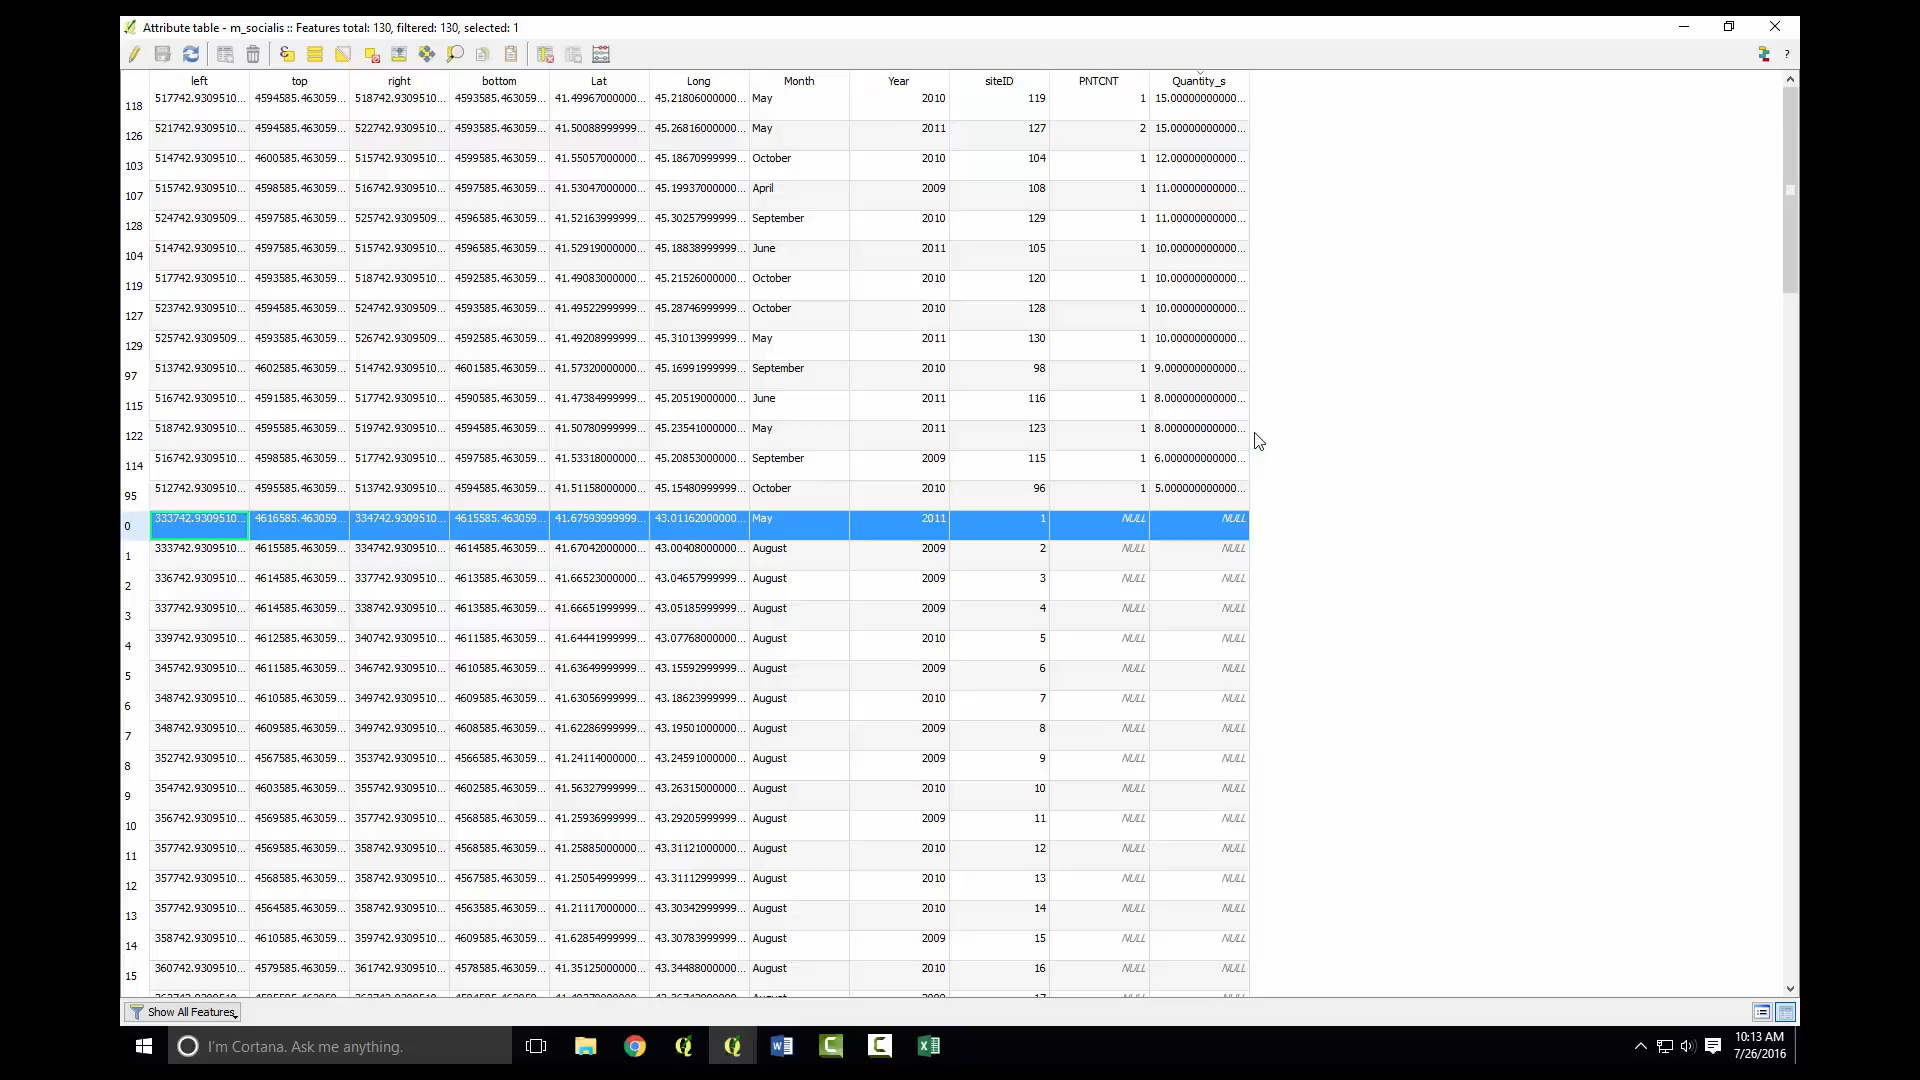 Attribute table - m_socialis :: Features total: 130, filtered: 130, selected: 1
left top right bottom Lat Long Month Year siteID PNTCNT Quantity_s
118 517742.9309510... 4594585.463059... 518742.9309510... 4593585.463059... 41.49967000000... 45.21806000000... May 2010 119 1 15.00000000000...
126 521742.9309510... 4594585.463059... 522742.9309510... 4593585.463059... 41.50088999999... 45.26816000000... May 2011 127 2 15.00000000000...
103 514742.9309510... 4600585.463059... 515742.9309510... 4599585.463059... 41.55057000000... 45.18670999999... October 2010 104 1 12.00000000000...
107 515742.9309510... 4598585.463059... 516742.9309510... 4597585.463059... 41.53047000000... 45.19937000000... April 2009 108 1 11.00000000000...
128 524742.9309509... 4597585.463059... 525742.9309509... 4596585.463059... 41.52163999999... 45.30257999999... September 2010 129 1 11.00000000000...
104 514742.9309510... 4597585.463059... 515742.9309510... 4596585.463059... 41.52919000000... 45.18838999999... June 2011 105 1 10.00000000000...
119 517742.9309510... 4593585.463059... 518742.9309510... 4592585.463059... 41.49083000000... 45.21526000000... October 2010 120 1 10.00000000000...
127 523742.9309510... 4594585.463059... 524742.9309509... 4593585.463059... 41.49522999999... 45.28746999999... October 2010 128 1 10.00000000000...
129 525742.9309509... 4593585.463059... 526742.9309509... 4592585.463059... 41.49208999999... 45.31013999999... May 2011 130 1 10.00000000000...
97 513742.9309510... 4602585.463059... 514742.9309510... 4601585.463059... 41.57320000000... 45.16991999999... September 2010 98 1 9.000000000000...
115 516742.9309510... 4591585.463059... 517742.9309510... 4590585.463059... 41.47384999999... 45.20519000000... June 2011 116 1 8.000000000000...
122 518742.9309510... 4595585.463059... 519742.9309510... 4594585.463059... 41.50780999999... 45.23541000000... May 2011 123 1 8.000000000000...
114 516742.9309510... 4598585.463059... 517742.9309510... 4597585.463059... 41.53318000000... 45.20853000000... September 2009 115 1 6.000000000000...
95 512742.9309510... 4595585.463059... 513742.9309510... 4594585.463059... 41.51158000000... 45.15480999999... October 2010 96 1 5.000000000000...
0 333742.9309510... 4616585.463059... 334742.9309510... 4615585.463059... 41.67593999999... 43.01162000000... May 2011 1 NULL NULL
1 333742.9309510... 4615585.463059... 334742.9309510... 4614585.463059... 41.67042000000... 43.00408000000... August 2009 2 NULL NULL
2 336742.9309510... 4614585.463059... 337742.9309510... 4613585.463059... 41.66523000000... 43.04657999999... August 2009 3 NULL NULL
3 337742.9309510... 4614585.463059... 338742.9309510... 4613585.463059... 41.66651999999... 43.05185999999... August 2009 4 NULL NULL
4 339742.9309510... 4612585.463059... 340742.9309510... 4611585.463059... 41.64441999999... 43.07768000000... August 2010 5 NULL NULL
5 345742.9309510... 4611585.463059... 346742.9309510... 4610585.463059... 41.63649999999... 43.15592999999... August 2009 6 NULL NULL
6 348742.9309510... 4610585.463059... 349742.9309510... 4609585.463059... 41.63056999999... 43.18623999999... August 2010 7 NULL NULL
7 348742.9309510... 4609585.463059... 349742.9309510... 4608585.463059... 41.62286999999... 43.19501000000... August 2009 8 NULL NULL
8 352742.9309510... 4567585.463059... 353742.9309510... 4566585.463059... 41.24114000000... 43.24591000000... August 2009 9 NULL NULL
9 354742.9309510... 4603585.463059... 355742.9309510... 4602585.463059... 41.56327999999... 43.26315000000... August 2010 10 NULL NULL
10 356742.9309510... 4569585.463059... 357742.9309510... 4568585.463059... 41.25936999999... 43.29205999999... August 2009 11 NULL NULL
11 357742.9309510... 4569585.463059... 358742.9309510... 4568585.463059... 41.25885000000... 43.31121000000... August 2010 12 NULL NULL
12 357742.9309510... 4568585.463059... 358742.9309510... 4567585.463059... 41.25054999999... 43.31112999999... August 2010 13 NULL NULL
13 357742.9309510... 4564585.463059... 358742.9309510... 4563585.463059... 41.21117000000... 43.30342999999... August 2010 14 NULL NULL
14 358742.9309510... 4610585.463059... 359742.9309510... 4609585.463059... 41.62854999999... 43.30783999999... August 2009 15 NULL NULL
15 360742.9309510... 4579585.463059... 361742.9309510... 4578585.463059... 41.35125000000... 43.34488000000... August 2010 16 NULL NULL
Show All Features
I'm Cortana. Ask me anything.
10:13 AM
7/26/2016